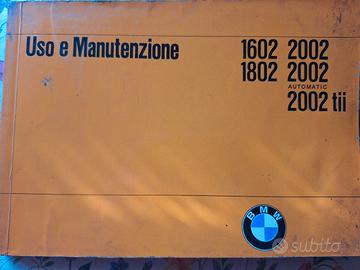 Uso e Manutenzione
1602 2002
1802 2002
AUTOMATIC
2002 tii
BMW
subito